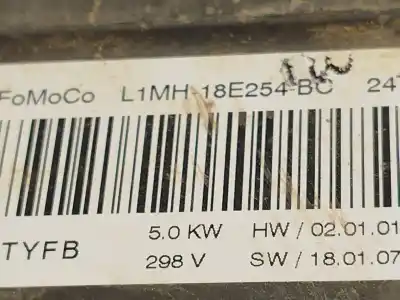 FoMoCo L1MH-18E254-BC 24
TYFB 5.0 KW HW / 02.01.01
298 V SW / 18.01.07